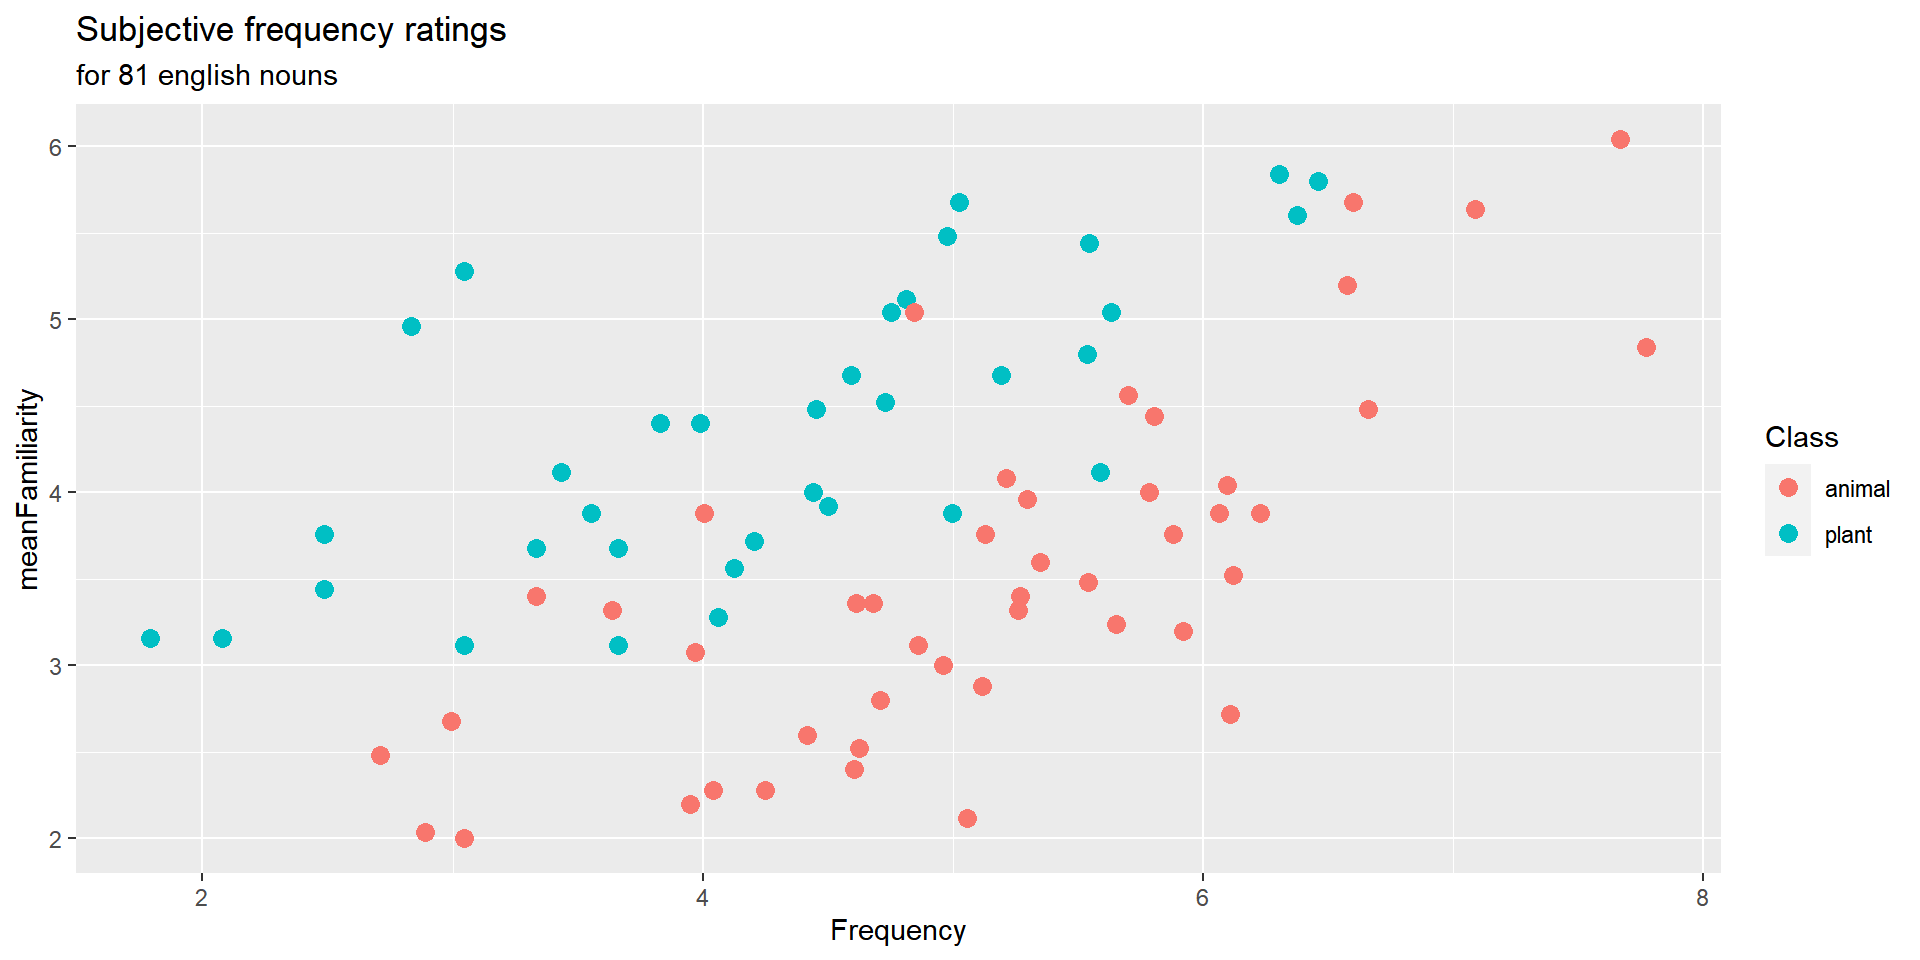 Subjective frequency ratings
for 81 english nouns
6
5
4
3
2
meanFamiliarity
2 4 6 8
Frequency
Class
animal
plant